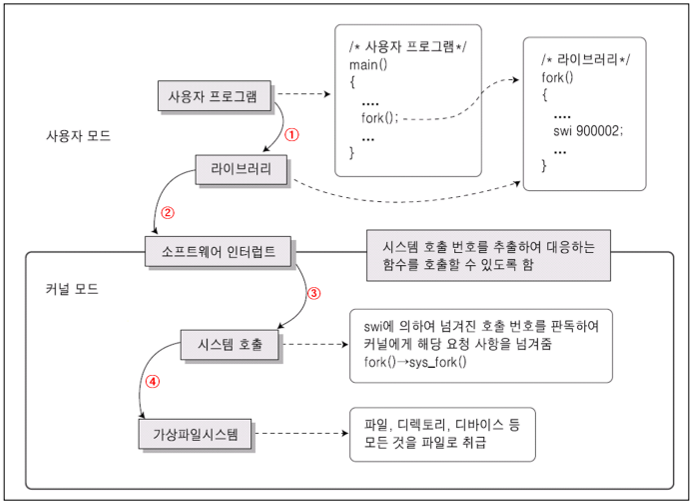 /* 사용자 프로그램*/
main()
{
....
fork();
...
}
/* 라이브러리*/
fork()
{
....
swi 900002;
...
}
사용자 프로그램
①
사용자 모드
라이브러리
②
소프트웨어 인터럽트
시스템 호출 번호를 추출하여 대응하는
함수를 호출할 수 있도록 함
커널 모드
③
swi에 의하여 넘겨진 호출 번호를 판독하여
커널에게 해당 요청 사항을 넘겨줌
fork()→sys_fork()
시스템 호출
④
가상파일시스템
파일, 디렉토리, 디바이스 등
모든 것을 파일로 취급